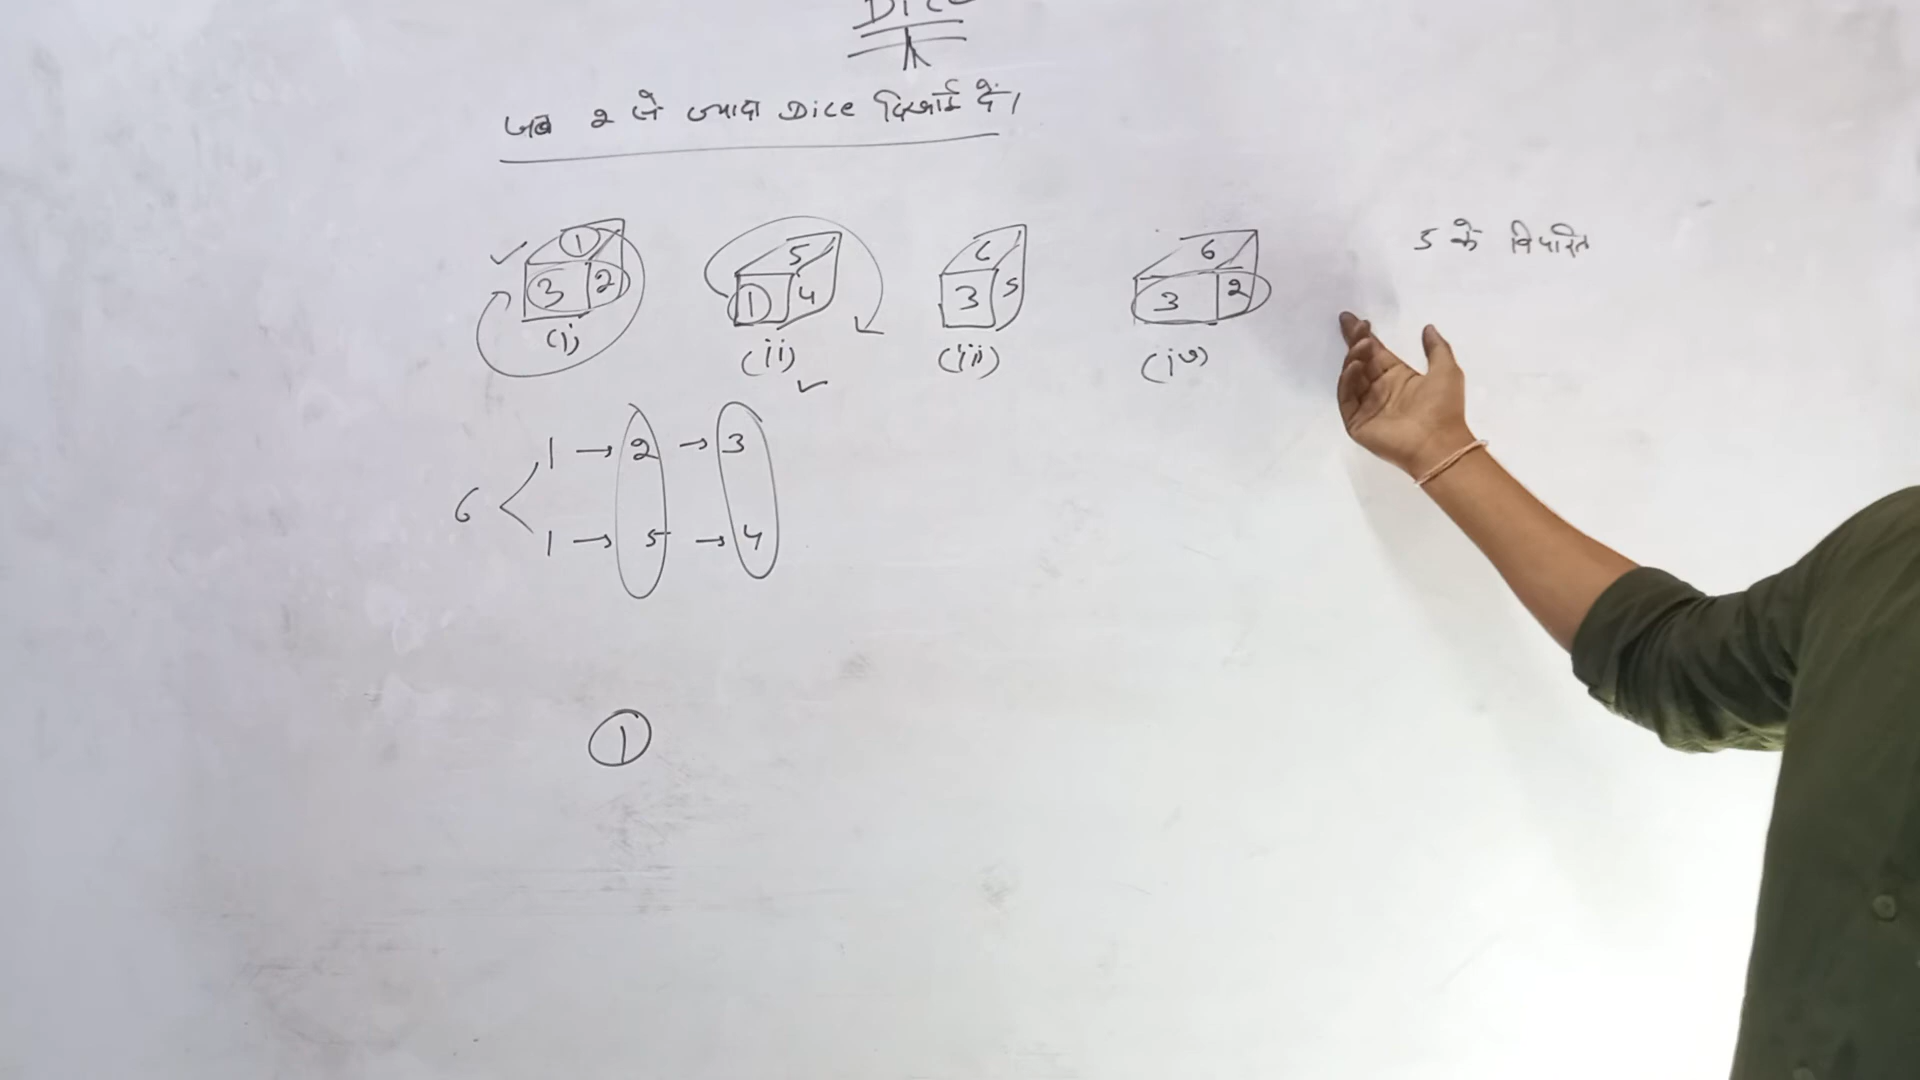 Dice
जब 2 से ज्यादा Dice दिखाई दे।
1 5 6 6 5 के विपरित
3 2 1 4 3 5 3 2
(i) (ii) (iii) (iv)
1 → 2 → 3
6
1 → 5 → 4
1